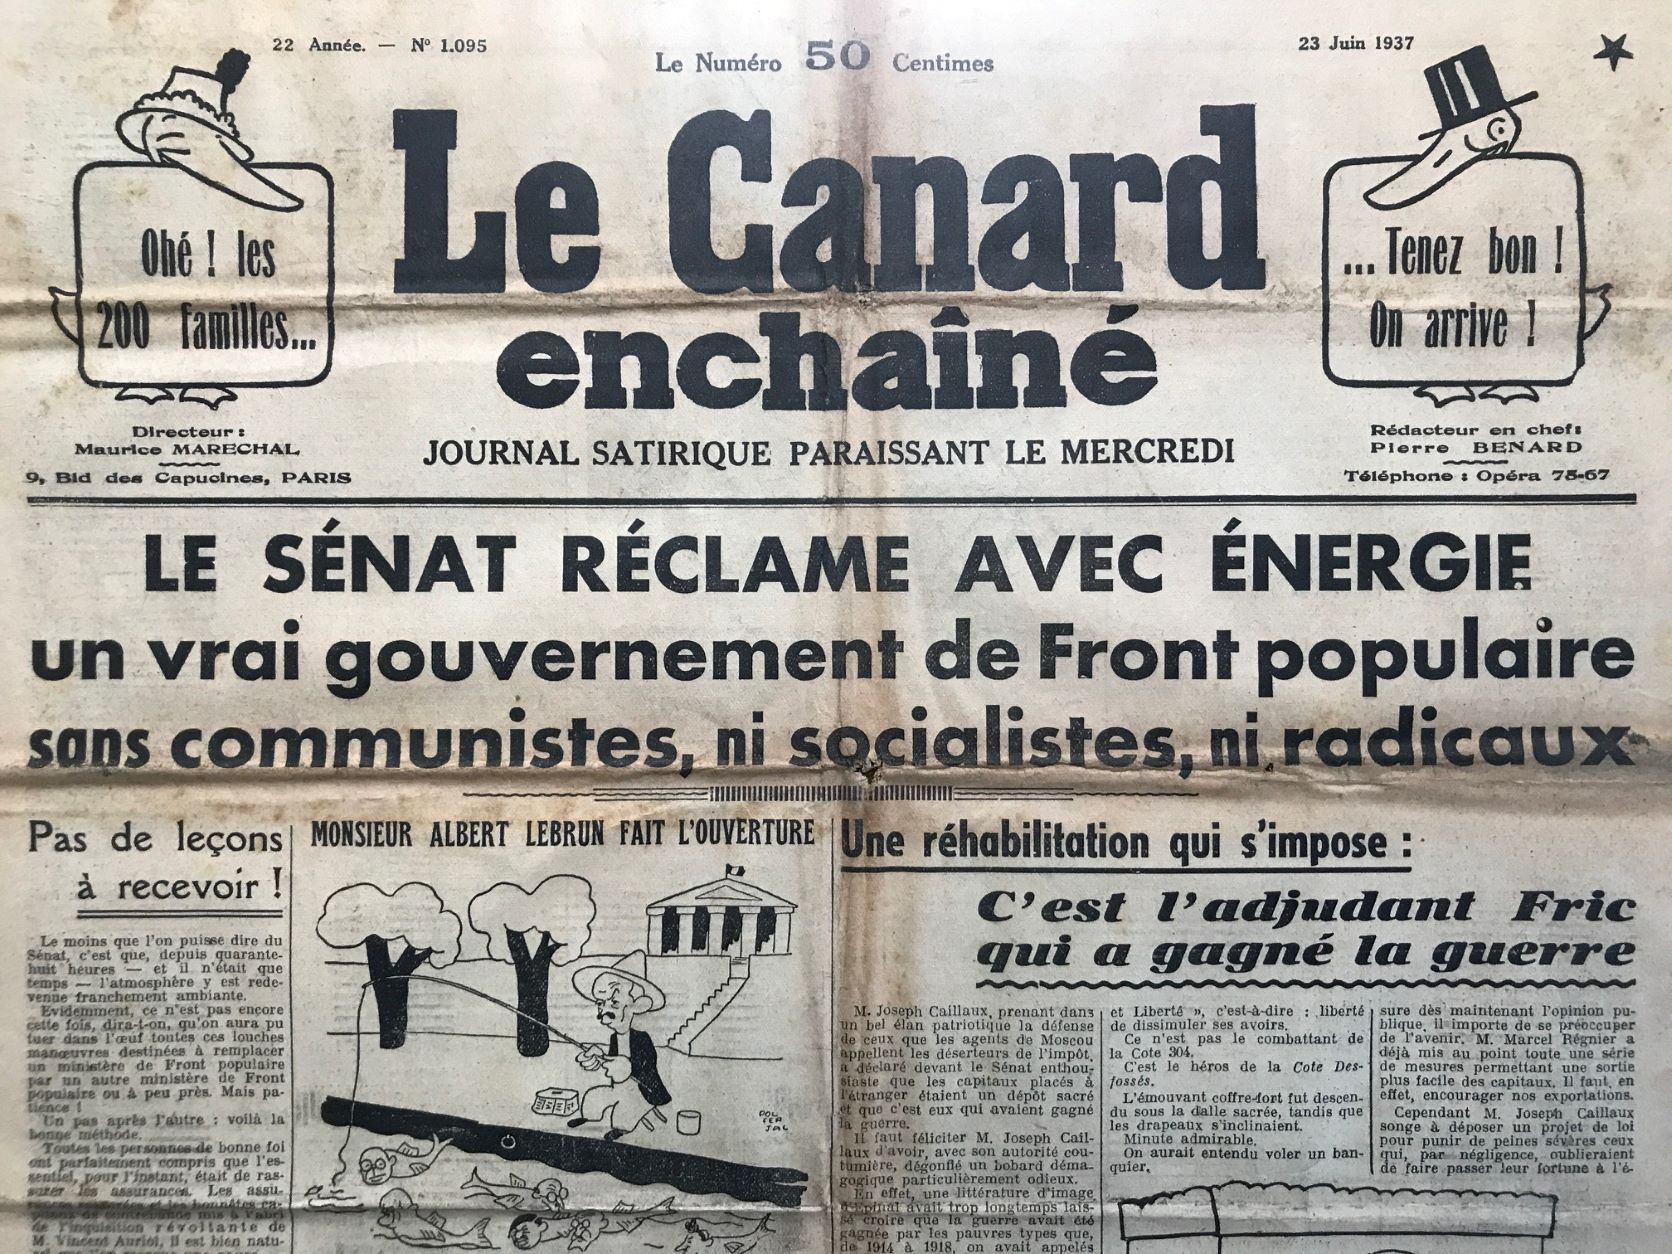 22 Année. — N° 1.095
Le Numéro 50 Centimes
23 Juin 1937
Ohé ! les
200 familles...
Le Canard
enchaîné
...Tenez bon !
On arrive !
Directeur :
Maurice MARECHAL
9, Bld des Capucines, PARIS
JOURNAL SATIRIQUE PARAISSANT LE MERCREDI
Rédacteur en chef:
Pierre BENARD
Téléphone : Opéra 75-67
LE SÉNAT RÉCLAME AVEC ÉNERGIE
un vrai gouvernement de Front populaire
sans communistes, ni socialistes, ni radicaux
Pas de leçons
à recevoir !
Le moins que l'on puisse dire du
Sénat, c'est que, depuis quarante-
huit heures — et il n'était que
temps — l'atmosphère y est rede-
venue franchement ambiante.
Evidemment, ce n'est pas encore
cette fois, dira-t-on, qu'on aura pu
tuer dans l'œuf toutes ces louches
manœuvres destinées à remplacer
un ministère de Front populaire
par un autre ministère de Front
populaire ou à peu près. Mais pa-
tience !
Un pas après l'autre : voilà la
bonne méthode.
Toutes les personnes de bonne foi
ont parfaitement compris que l'es-
sentiel, pour l'instant, était de ras-
surer les assurances. Les assu-
de l'inquisition révoltante de
M. Vincent Auriol, il est bien natu-
MONSIEUR ALBERT LEBRUN FAIT L'OUVERTURE
POL
FER
JAL
Une réhabilitation qui s'impose :
C'est l'adjudant Fric
qui a gagné la guerre
M. Joseph Caillaux, prenant dans
un bel élan patriotique la défense
de ceux que les agents de Moscou
appellent les déserteurs de l'impôt,
a déclaré devant le Sénat enthou-
siaste que les capitaux placés à
l'étranger étaient un dépôt sacré
et que c'est eux qui avaient gagné
la guerre.
Il faut féliciter M. Joseph Cail-
laux d'avoir, avec son autorité cou-
tumière, dégonflé un bobard déma-
gogique particulièrement odieux.
En effet, une littérature d'image
d'Epinal avait trop longtemps lais-
sé croire que la guerre avait été
gagnée par les pauvres types que,
de 1914 à 1918, on avait appelés
et Liberté », c'est-à-dire : liberté
de dissimuler ses avoirs.
Ce n'est pas le combattant de
la Cote 304.
C'est le héros de la Cote Des-
fossés.
L'émouvant coffre-fort fut descen-
du sous la dalle sacrée, tandis que
les drapeaux s'inclinaient.
Minute admirable.
On aurait entendu voler un ban-
quier.
sure dès maintenant l'opinion pu-
blique, il importe de se préoccuper
de l'avenir. M. Marcel Régnier a
déjà mis au point toute une série
de mesures permettant une sortie
plus facile des capitaux. Il faut, en
effet, encourager nos exportations.
Cependant M. Joseph Caillaux
songe à déposer un projet de loi
pour punir de peines sévères ceux
qui, par négligence, oublieraient
de faire passer leur fortune à l'é-